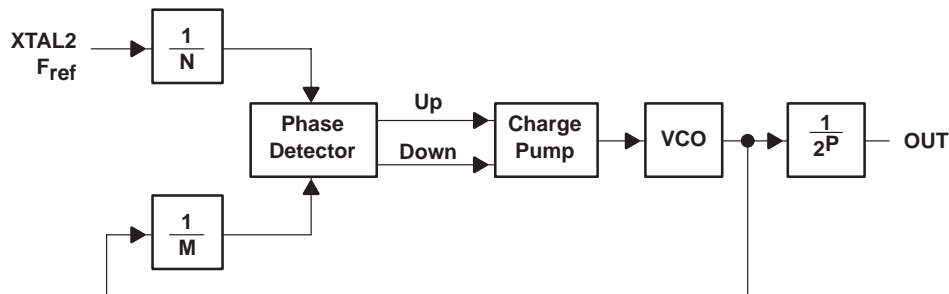 XTAL2
Fref
1
N
Phase
Detector
Up
Down
Charge
Pump
VCO
1
2P
OUT
1
M